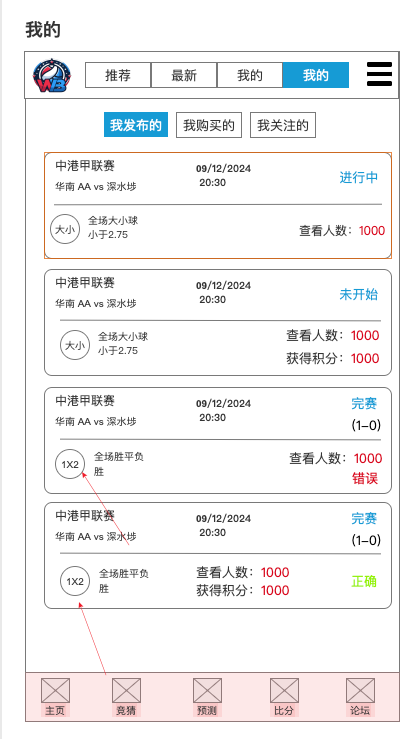 我的
WB
推荐 最新 我的 我的
我发布的 我购买的 我关注的
中港甲联赛 09/12/2024 进行中
华南 AA vs 深水埗 20:30
大小 全场大小球 查看人数：1000
小于2.75
中港甲联赛 09/12/2024 未开始
华南 AA vs 深水埗 20:30
大小 全场大小球 查看人数：1000
小于2.75 获得积分：1000
中港甲联赛 09/12/2024 完赛
华南 AA vs 深水埗 20:30 (1–0)
1X2 全场胜平负 查看人数：1000
胜 错误
中港甲联赛 09/12/2024 完赛
华南 AA vs 深水埗 20:30 (1–0)
1X2 全场胜平负 查看人数：1000 正确
胜 获得积分：1000
主页 竞猜 预测 比分 论坛